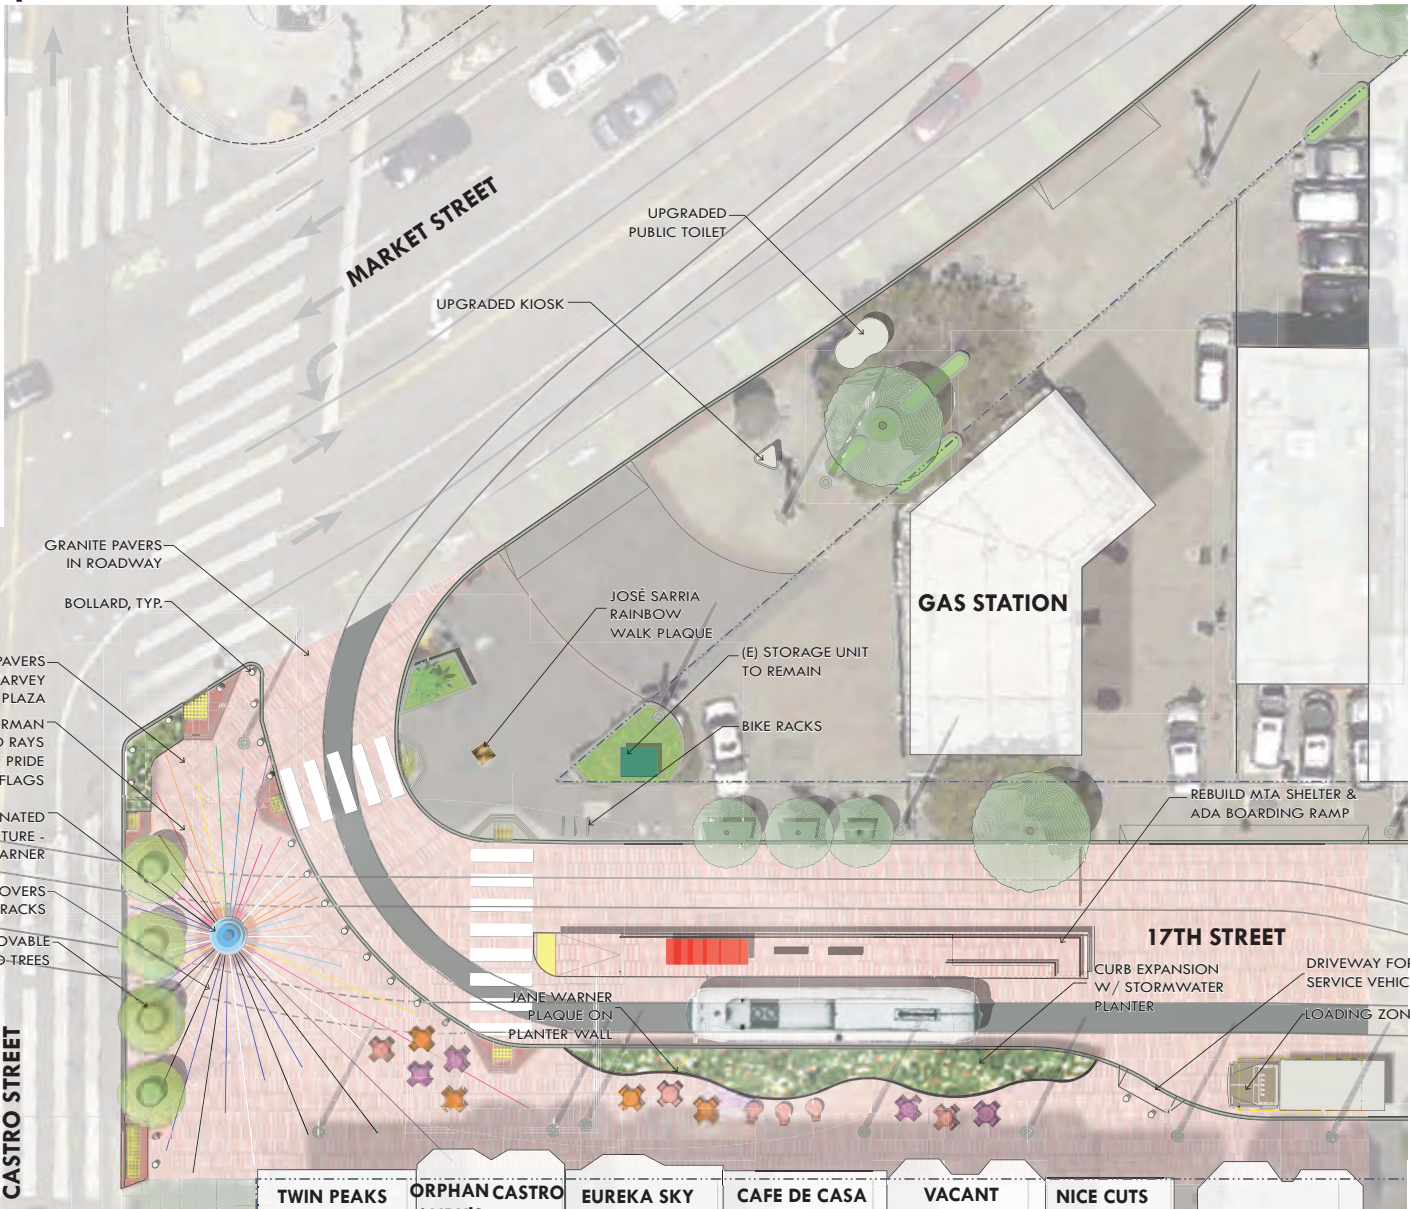 MARKET STREET
UPGRADED
PUBLIC TOILET
UPGRADED KIOSK
GRANITE PAVERS
IN ROADWAY
BOLLARD, TYP.
PAVERS
ARVEY
PLAZA
RMAN
RAYS
PRIDE
FLAGS
NATED
TURE -
ARNER
OVERS
RACKS
OVABLE
TREES
JOSÉ SARRIA
RAINBOW
WALK PLAQUE
(E) STORAGE UNIT
TO REMAIN
BIKE RACKS
GAS STATION
REBUILD MTA SHELTER &
ADA BOARDING RAMP
17TH STREET
CURB EXPANSION
W/ STORMWATER
PLANTER
DRIVEWAY FOR
SERVICE VEHIC
LOADING ZON
JANE WARNER
PLAQUE ON
PLANTER WALL
CASTRO STREET
TWIN PEAKS
ORPHAN
CASTRO
EUREKA SKY
CAFE DE CASA
VACANT
NICE CUTS